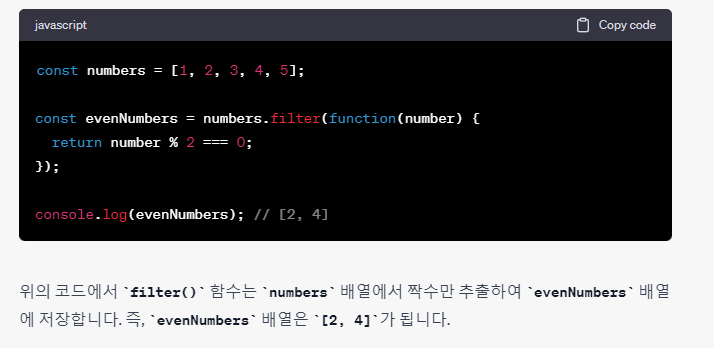 javascript Copy code
const numbers = [1, 2, 3, 4, 5];
const evenNumbers = numbers.filter(function(number) {
  return number % 2 === 0;
});
console.log(evenNumbers); // [2, 4]
위의 코드에서 `filter()` 함수는 `numbers` 배열에서 짝수만 추출하여 `evenNumbers` 배열
에 저장합니다. 즉, `evenNumbers` 배열은 `[2, 4]`가 됩니다.